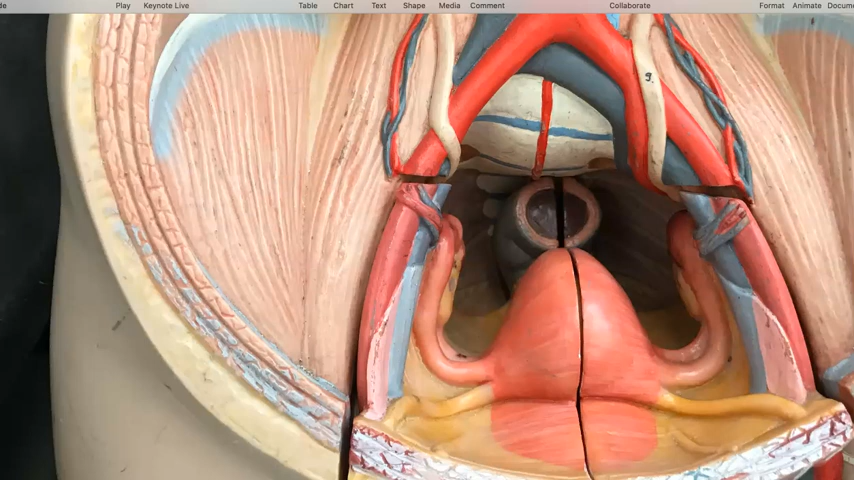 Play Keynote Live Table Chart Text Shape Media Comment Collaborate Format Animate
9.